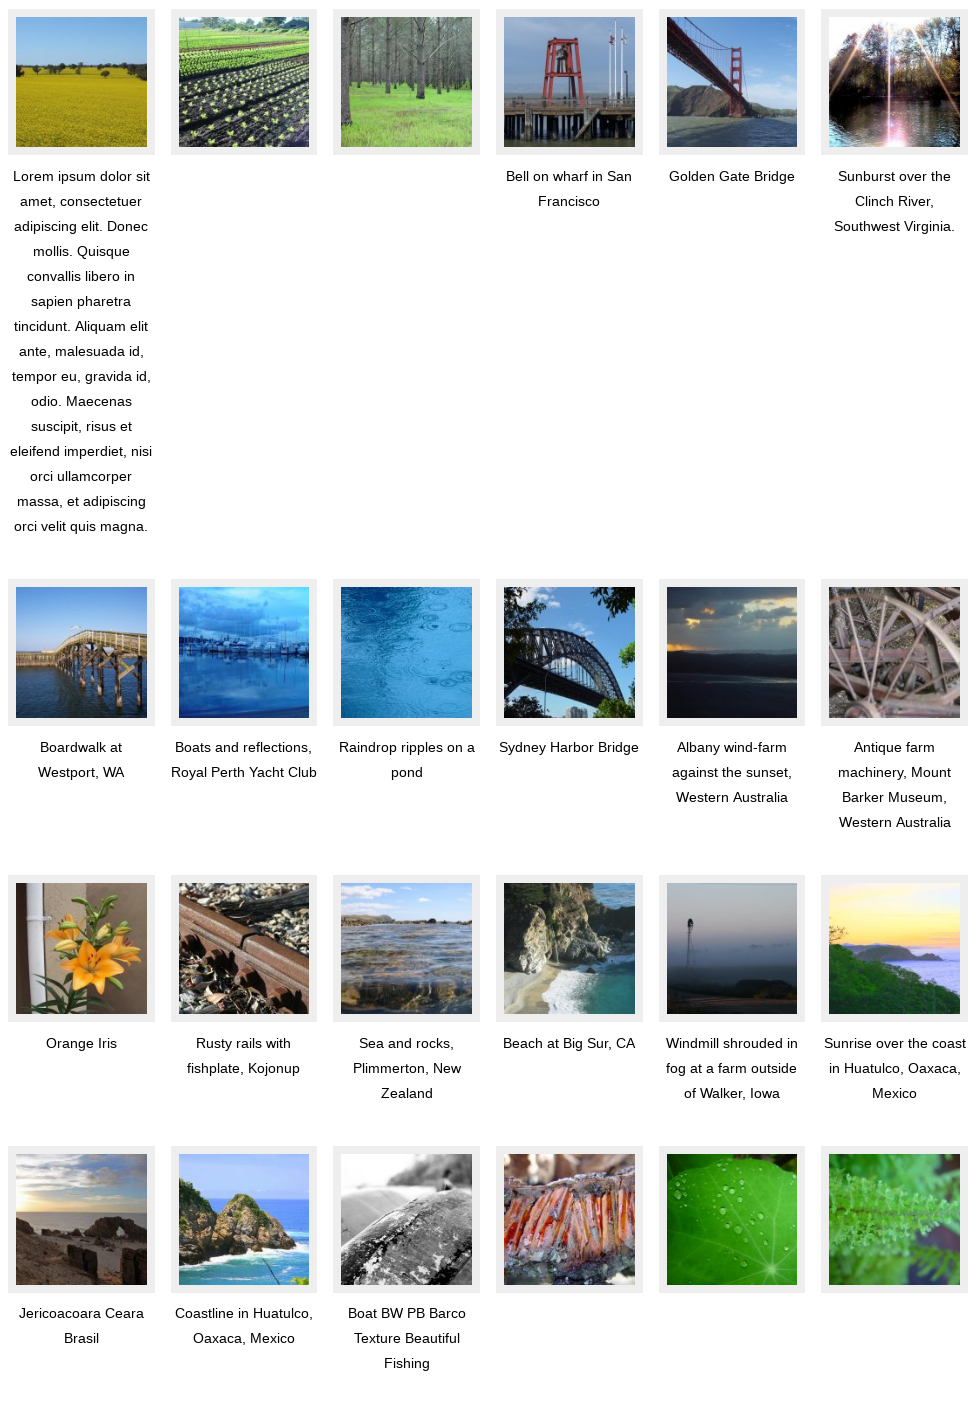 Lorem ipsum dolor sit
amet, consectetuer
adipiscing elit. Donec
mollis. Quisque
convallis libero in
sapien pharetra
tincidunt. Aliquam elit
ante, malesuada id,
tempor eu, gravida id,
odio. Maecenas
suscipit, risus et
eleifend imperdiet, nisi
orci ullamcorper
massa, et adipiscing
orci velit quis magna.
Bell on wharf in San
Francisco
Golden Gate Bridge
Sunburst over the
Clinch River,
Southwest Virginia.
Boardwalk at
Westport, WA
Boats and reflections,
Royal Perth Yacht Club
Raindrop ripples on a
pond
Sydney Harbor Bridge
Albany wind-farm
against the sunset,
Western Australia
Antique farm
machinery, Mount
Barker Museum,
Western Australia
Orange Iris
Rusty rails with
fishplate, Kojonup
Sea and rocks,
Plimmerton, New
Zealand
Beach at Big Sur, CA
Windmill shrouded in
fog at a farm outside
of Walker, Iowa
Sunrise over the coast
in Huatulco, Oaxaca,
Mexico
Jericoacoara Ceara
Brasil
Coastline in Huatulco,
Oaxaca, Mexico
Boat BW PB Barco
Texture Beautiful
Fishing